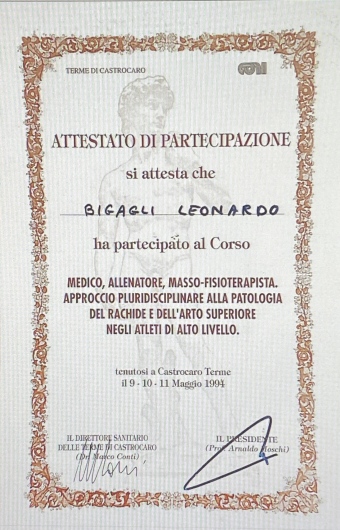 TERME DI CASTROCARO
CONI
ATTESTATO DI PARTECIPAZIONE
si attesta che
BIGAGLI LEONARDO
ha partecipato al Corso
MEDICO, ALLENATORE, MASSO-FISIOTERAPISTA.
APPROCCIO PLURIDISCIPLINARE ALLA PATOLOGIA
DEL RACHIDE E DELL'ARTO SUPERIORE
NEGLI ATLETI DI ALTO LIVELLO.
tenutosi a Castrocaro Terme
il 9 - 10 - 11 Maggio 1994
IL DIRETTORE SANITARIO
DELLE TERME DI CASTROCARO
(Dr. Marco Conti)
IL PRESIDENTE
(Prof. Arnaldo Moschi)